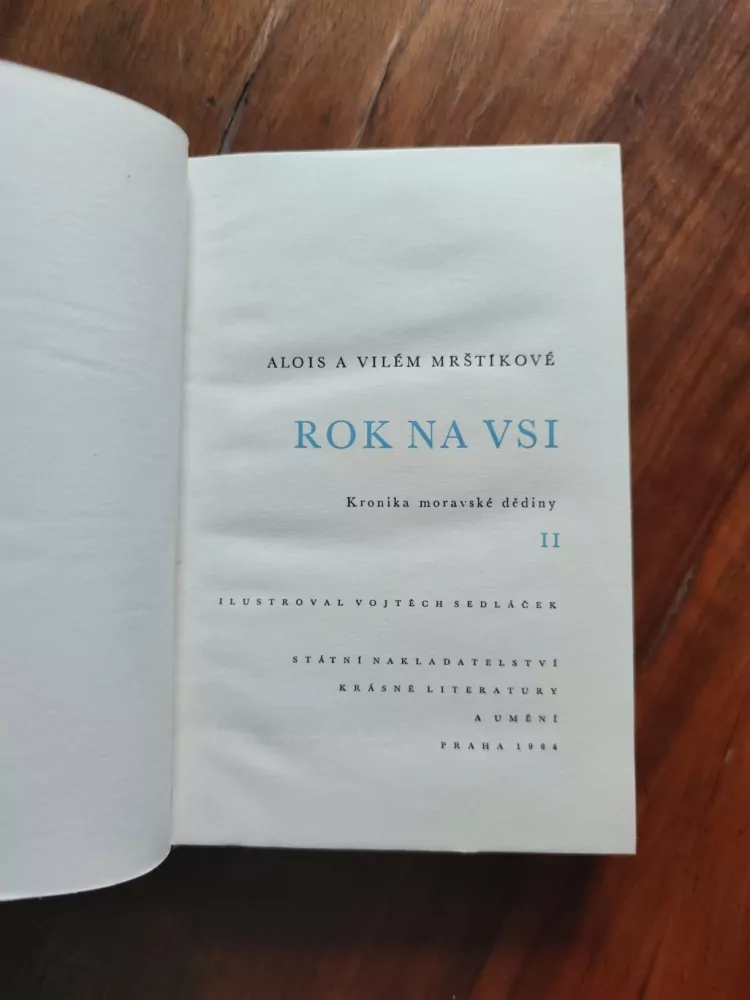 ALOIS A VILÉM MRŠTÍKOVÉ
ROK NA VSI
Kronika moravské dědiny
II
ILUSTROVAL VOJTĚCH SEDLÁČEK
STÁTNÍ NAKLADATELSTVÍ
KRÁSNÉ LITERATURY
A UMĚNÍ
PRAHA 1964